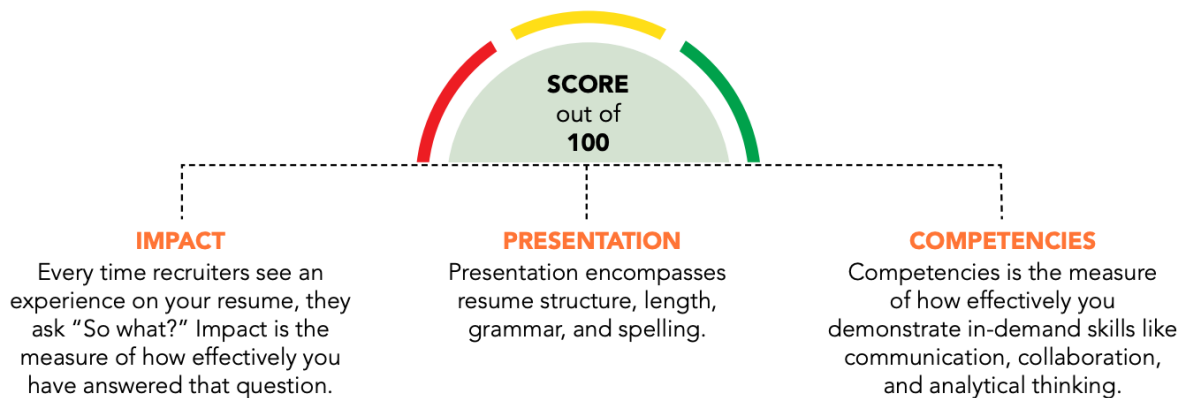 SCORE
out of
100
IMPACT
Every time recruiters see an
experience on your resume, they
ask “So what?” Impact is the
measure of how effectively you
have answered that question.
PRESENTATION
Presentation encompasses
resume structure, length,
grammar, and spelling.
COMPETENCIES
Competencies is the measure
of how effectively you
demonstrate in-demand skills like
communication, collaboration,
and analytical thinking.